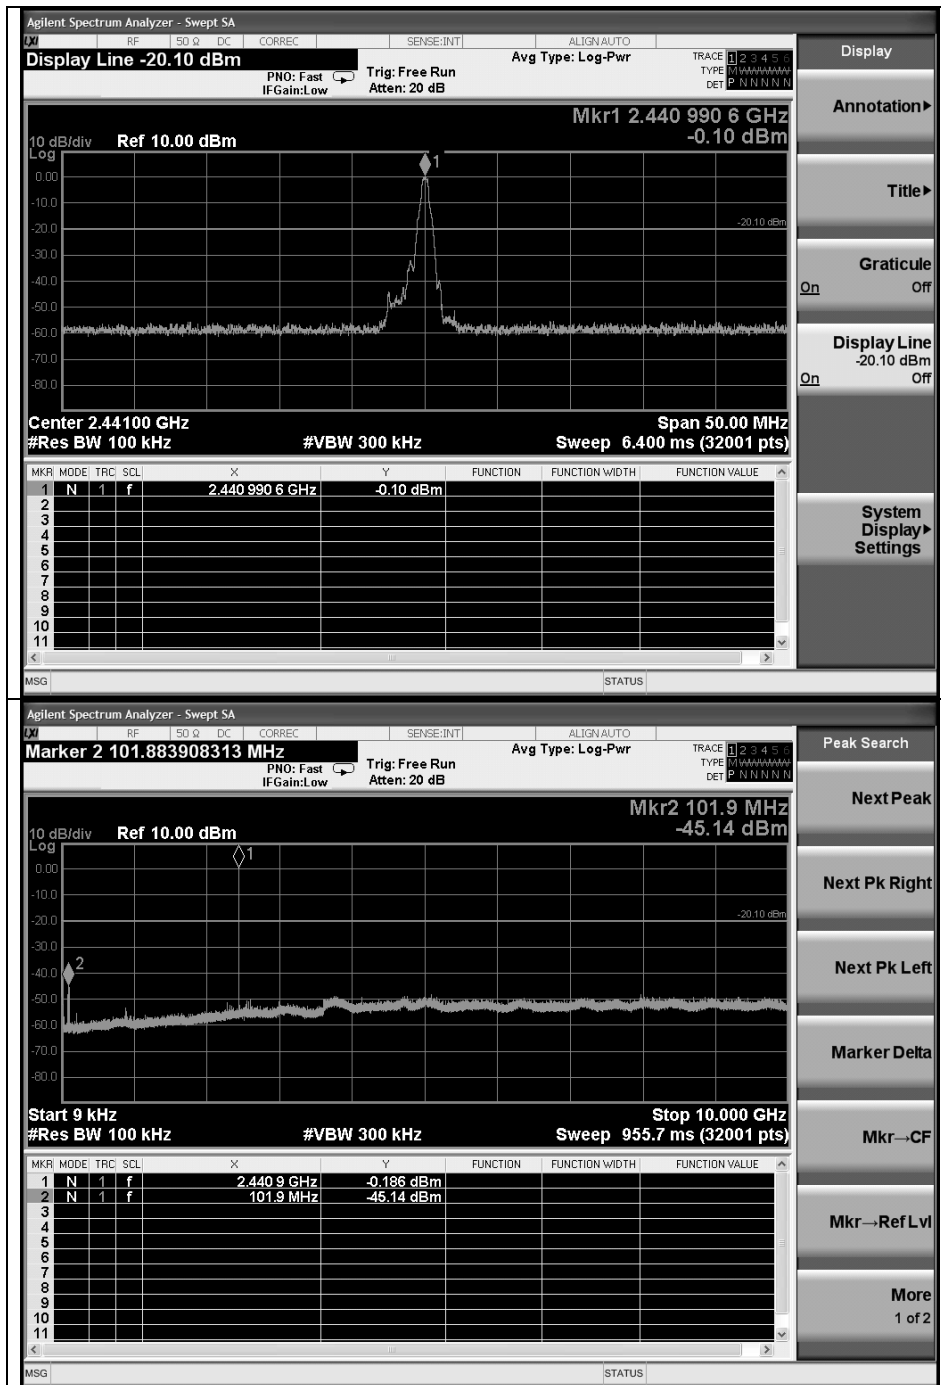 Agilent Spectrum Analyzer - Swept SA
LXI RF 50 Ω DC CORREC SENSE:INT ALIGN AUTO
Display Line -20.10 dBm
Avg Type: Log-Pwr
PNO: Fast Trig: Free Run
IFGain:Low Atten: 20 dB
TRACE 1 2 3 4 5 6
TYPE M
DET P N N N N N
Display
Annotation
Title
Graticule
On Off
Display Line
-20.10 dBm
On Off
System
Display
Settings
Mkr1 2.440 990 6 GHz
-0.10 dBm
10 dB/div Ref 10.00 dBm
Log
1
0.00
-10.0
-20.0
-20.10 dBm
-30.0
-40.0
-50.0
-60.0
-70.0
-80.0
Center 2.44100 GHz Span 50.00 MHz
#Res BW 100 kHz #VBW 300 kHz Sweep 6.400 ms (32001 pts)
MKR MODE TRC SCL X Y FUNCTION FUNCTION WIDTH FUNCTION VALUE
1 N 1 f 2.440 990 6 GHz -0.10 dBm
2
3
4
5
6
7
8
9
10
11
MSG STATUS
Agilent Spectrum Analyzer - Swept SA
LXI RF 50 Ω DC CORREC SENSE:INT ALIGN AUTO
Marker 2 101.883908313 MHz
Avg Type: Log-Pwr
PNO: Fast Trig: Free Run
IFGain:Low Atten: 20 dB
TRACE 1 2 3 4 5 6
TYPE M
DET P N N N N N
Peak Search
Next Peak
Next Pk Right
Next Pk Left
Marker Delta
Mkr→CF
Mkr→Ref Lvl
More
1 of 2
Mkr2 101.9 MHz
-45.14 dBm
10 dB/div Ref 10.00 dBm
Log
1
0.00
-10.0
-20.0
-20.10 dBm
-30.0
2
-40.0
-50.0
-60.0
-70.0
-80.0
Start 9 kHz Stop 10.000 GHz
#Res BW 100 kHz #VBW 300 kHz Sweep 955.7 ms (32001 pts)
MKR MODE TRC SCL X Y FUNCTION FUNCTION WIDTH FUNCTION VALUE
1 N 1 f 2.440 9 GHz -0.186 dBm
2 N 1 f 101.9 MHz -45.14 dBm
3
4
5
6
7
8
9
10
11
MSG STATUS